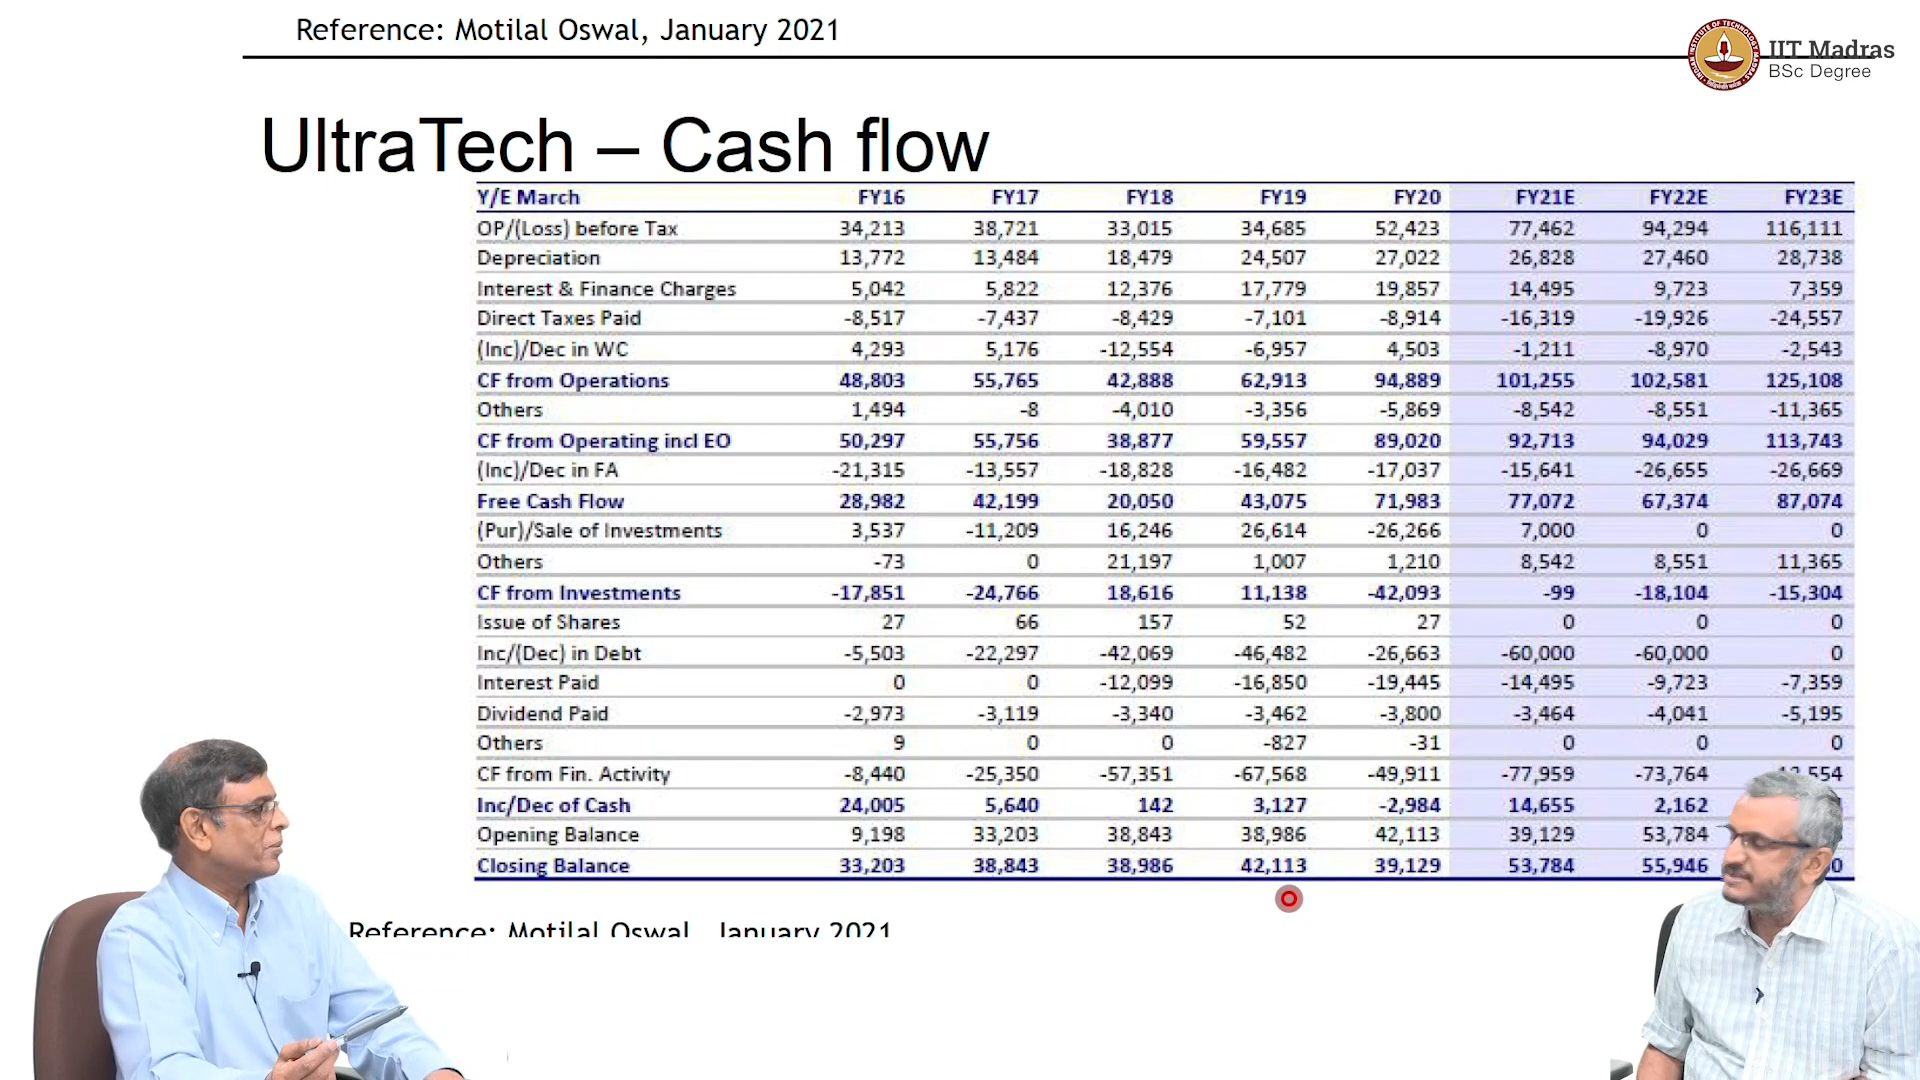 Reference: Motilal Oswal, January 2021
IIT Madras
BSc Degree
UltraTech – Cash flow
Y/E March FY16 FY17 FY18 FY19 FY20 FY21E FY22E FY23E
OP/(Loss) before Tax 34,213 38,721 33,015 34,685 52,423 77,462 94,294 116,111
Depreciation 13,772 13,484 18,479 24,507 27,022 26,828 27,460 28,738
Interest & Finance Charges 5,042 5,822 12,376 17,779 19,857 14,495 9,723 7,359
Direct Taxes Paid -8,517 -7,437 -8,429 -7,101 -8,914 -16,319 -19,926 -24,557
(Inc)/Dec in WC 4,293 5,176 -12,554 -6,957 4,503 -1,211 -8,970 -2,543
CF from Operations 48,803 55,765 42,888 62,913 94,889 101,255 102,581 125,108
Others 1,494 -8 -4,010 -3,356 -5,869 -8,542 -8,551 -11,365
CF from Operating incl EO 50,297 55,756 38,877 59,557 89,020 92,713 94,029 113,743
(Inc)/Dec in FA -21,315 -13,557 -18,828 -16,482 -17,037 -15,641 -26,655 -26,669
Free Cash Flow 28,982 42,199 20,050 43,075 71,983 77,072 67,374 87,074
(Pur)/Sale of Investments 3,537 -11,209 16,246 26,614 -26,266 7,000 0 0
Others -73 0 21,197 1,007 1,210 8,542 8,551 11,365
CF from Investments -17,851 -24,766 18,616 11,138 -42,093 -99 -18,104 -15,304
Issue of Shares 27 66 157 52 27 0 0 0
Inc/(Dec) in Debt -5,503 -22,297 -42,069 -46,482 -26,663 -60,000 -60,000 0
Interest Paid 0 0 -12,099 -16,850 -19,445 -14,495 -9,723 -7,359
Dividend Paid -2,973 -3,119 -3,340 -3,462 -3,800 -3,464 -4,041 -5,195
Others 9 0 0 -827 -31 0 0 0
CF from Fin. Activity -8,440 -25,350 -57,351 -67,568 -49,911 -77,959 -73,764
Inc/Dec of Cash 24,005 5,640 142 3,127 -2,984 14,655 2,162
Opening Balance 9,198 33,203 38,843 38,986 42,113 39,129 53,784
Closing Balance 33,203 38,843 38,986 42,113 39,129 53,784 55,946
Reference: Motilal Oswal, January 2021